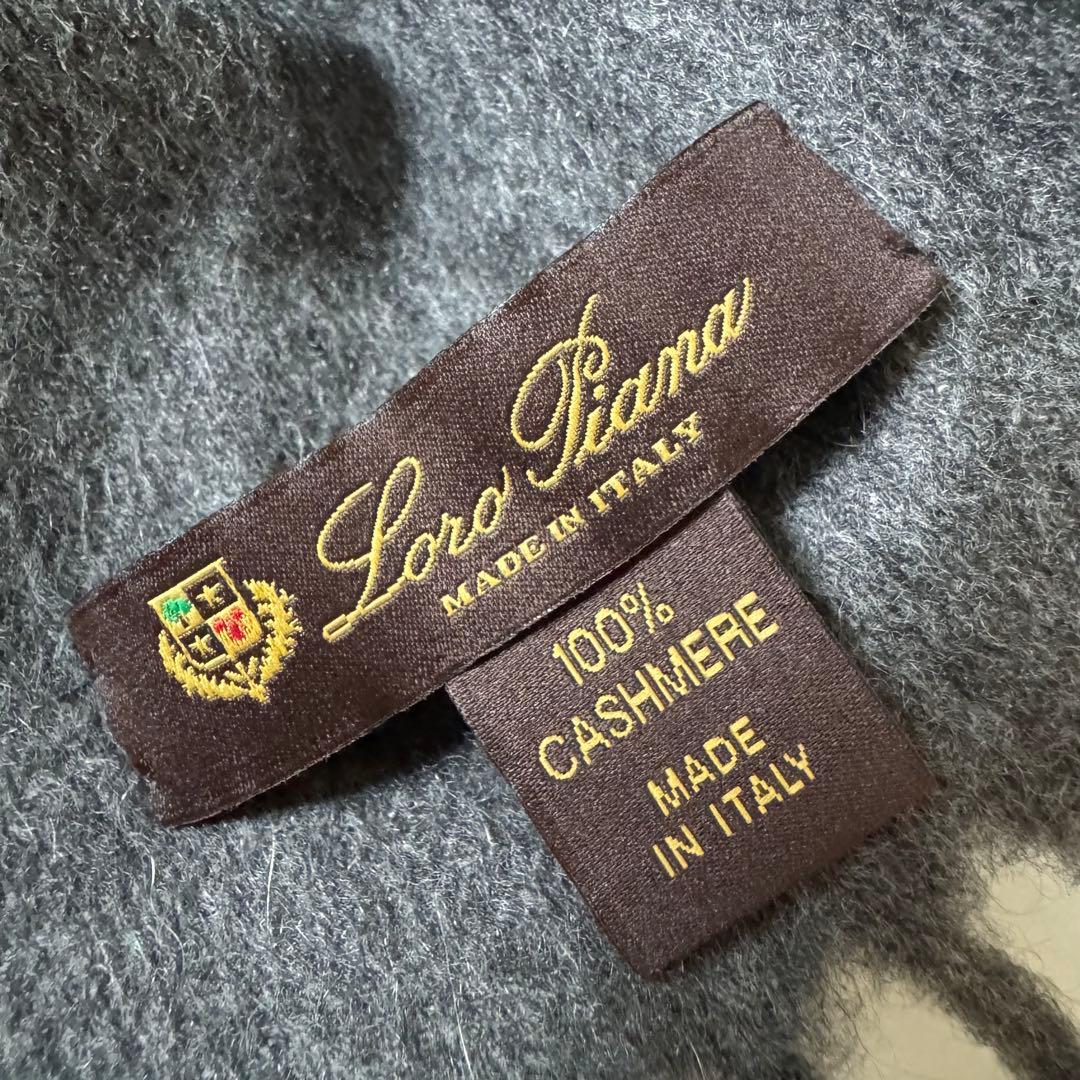 Loro Piana
MADE IN ITALY
100%
CASHMERE
MADE
IN ITALY